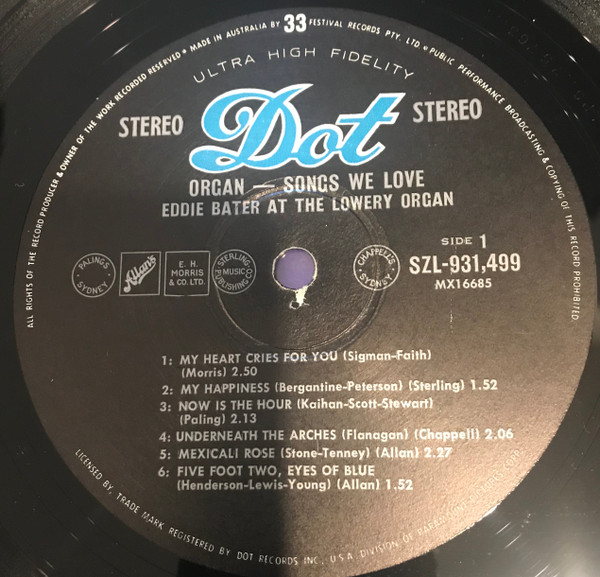 ALL RIGHTS OF THE RECORD PRODUCER & OWNER OF THE WORK RECORDED RESERVED * MADE IN AUSTRALIA BY 33 FESTIVAL RECORDS PTY. LTD * PUBLIC PERFORMANCE BROADCASTING & COPYING OF THIS RECORD PROHIBITED
ULTRA HIGH FIDELITY
STEREO Dot STEREO
ORGAN — SONGS WE LOVE
EDDIE BATER AT THE LOWERY ORGAN
SIDE 1
SZL-931,499
MX16685
PALINGS SYDNEY
Allan's
E. H. MORRIS & CO. LTD.
STERLING MUSIC PUBLISHING CO.
CHAPPELL'S SYDNEY
1: MY HEART CRIES FOR YOU (Sigman-Faith)
(Morris) 2.50
2: MY HAPPINESS (Bergantine-Peterson) (Sterling) 1.52
3: NOW IS THE HOUR (Kaihan-Scott-Stewart)
(Paling) 2.13
4: UNDERNEATH THE ARCHES (Flanagan) (Chappell) 2.06
5: MEXICALI ROSE (Stone-Tenney) (Allan) 2.27
6: FIVE FOOT TWO, EYES OF BLUE
(Henderson-Lewis-Young) (Allan) 1.52
LICENSED BY, TRADE MARK REGISTERED BY DOT RECORDS INC., U.S.A. DIVISION OF PARAMOUNT